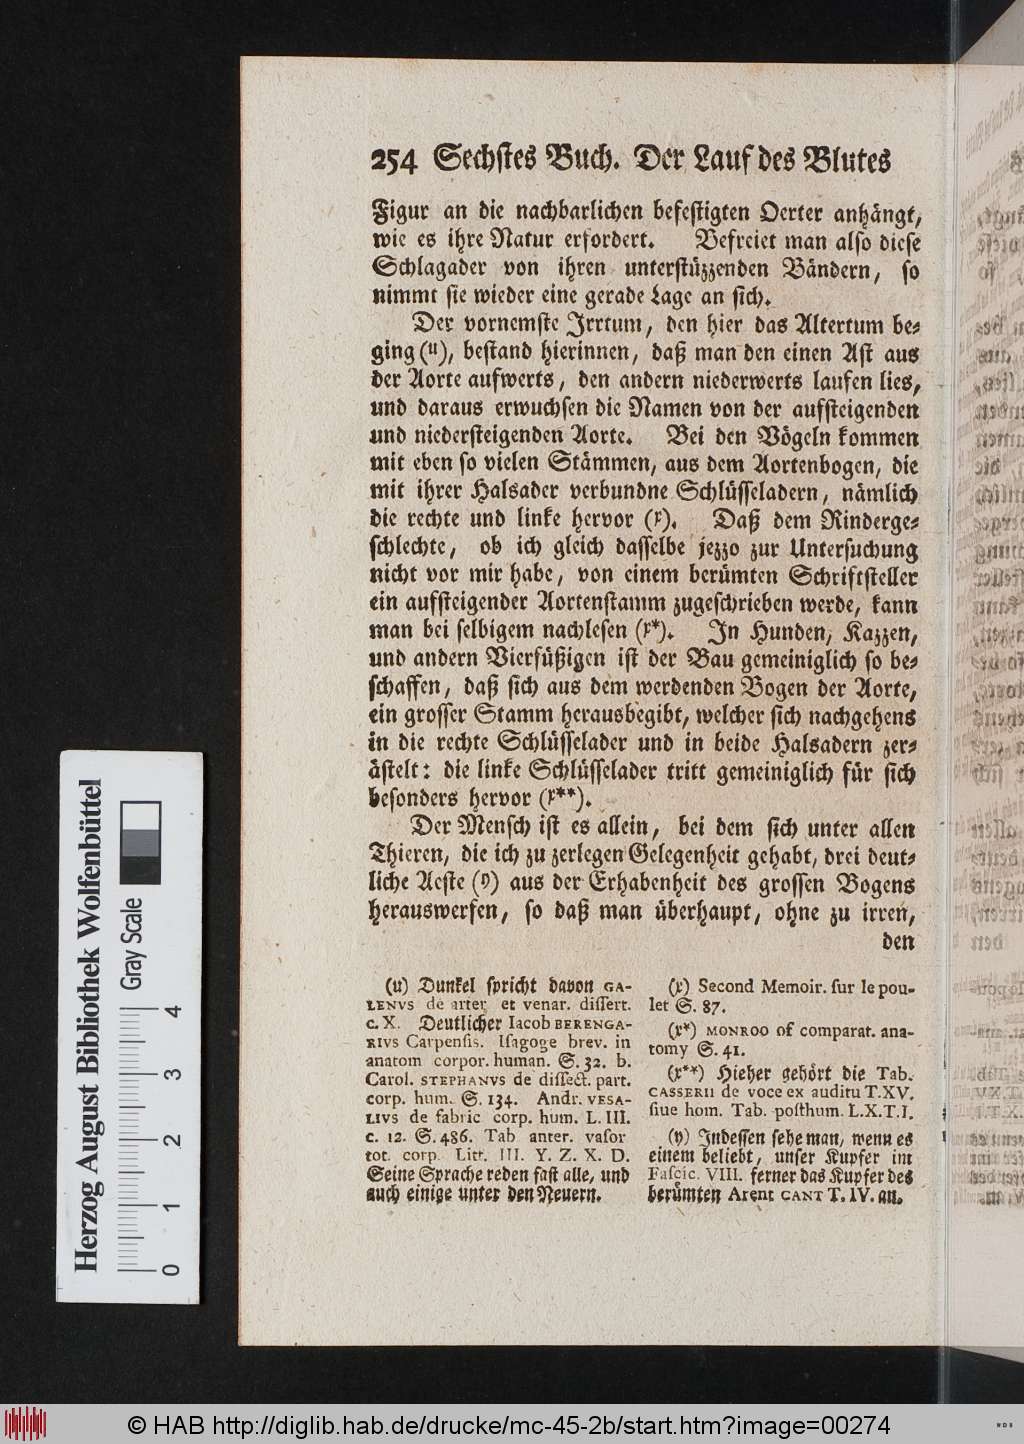 254 Sechstes Buch. Der Lauf des Blutes
Figur an die nachbarlichen befestigten Oerter anhängt,
wie es ihre Natur erfordert. Befreiet man also diese
Schlagader von ihren unterstüzzenden Bändern, so
nimmt sie wieder eine gerade Lage an sich.
Der vornemste Irrtum, den hier das Altertum be-
ging (u), bestand hierinnen, daß man den einen Ast aus
der Aorte aufwerts, den andern niederwerts laufen lies,
und daraus erwuchsen die Namen von der aufsteigenden
und niedersteigenden Aorte. Bei den Vögeln kommen
mit eben so vielen Stämmen, aus dem Aortenbogen, die
mit ihrer Halsader verbundne Schlüsseladern, nämlich
die rechte und linke hervor (x). Daß dem Rinderge-
schlechte, ob ich gleich dasselbe jezzo zur Untersuchung
nicht vor mir habe, von einem berümten Schriftsteller
ein aufsteigender Aortenstamm zugeschrieben werde, kann
man bei selbigem nachlesen (x*). In Hunden, Kazzen,
und andern Vierfüßigen ist der Bau gemeiniglich so be-
schaffen, daß sich aus dem werdenden Bogen der Aorte,
ein grosser Stamm herausbegibt, welcher sich nachgehens
in die rechte Schlüsselader und in beide Halsadern zer-
ästelt: die linke Schlüsselader tritt gemeiniglich für sich
besonders hervor (x**).
Der Mensch ist es allein, bei dem sich unter allen
Thieren, die ich zu zerlegen Gelegenheit gehabt, drei deut-
liche Aeste (y) aus der Erhabenheit des grossen Bogens
herauswerfen, so daß man überhaupt, ohne zu irren,
den
(u) Dunkel spricht davon GA-
LENVS de arter et venar. dissert.
c. X. Deutlicher Iacob BERENGA-
RIVS Carpensis. Isagoge brev. in
anatom corpor. human. S. 32. b.
Carol. STEPHANVS de dissect. part.
corp. hum. S. 134. Andr. VESA-
LIVS de fabric corp. hum. L. III.
c. 12. S. 486. Tab anter. vasor
tot. corp. Litt. III. Y. Z. X. D.
Seine Sprache reden fast alle, und
auch einige unter den Neuern.
(x) Second Memoir. sur le pou-
let S. 87.
(x*) MONROO of comparat. ana-
tomy S. 41.
(x**) Hieher gehört die Tab.
CASSERII de voce ex auditu T.XV.
siue hom. Tab. posthum. L.X.T.I.
(y) Indessen sehe man, wenn es
einem beliebt, unser Kupfer im
Fascic. VIII. ferner das Kupfer des
berümten Arent CANT T. IV. an.
Herzog August Bibliothek Wolfenbüttel
Gray Scale
0 1 2 3 4
© HAB http://diglib.hab.de/drucke/mc-45-2b/start.htm?image=00274